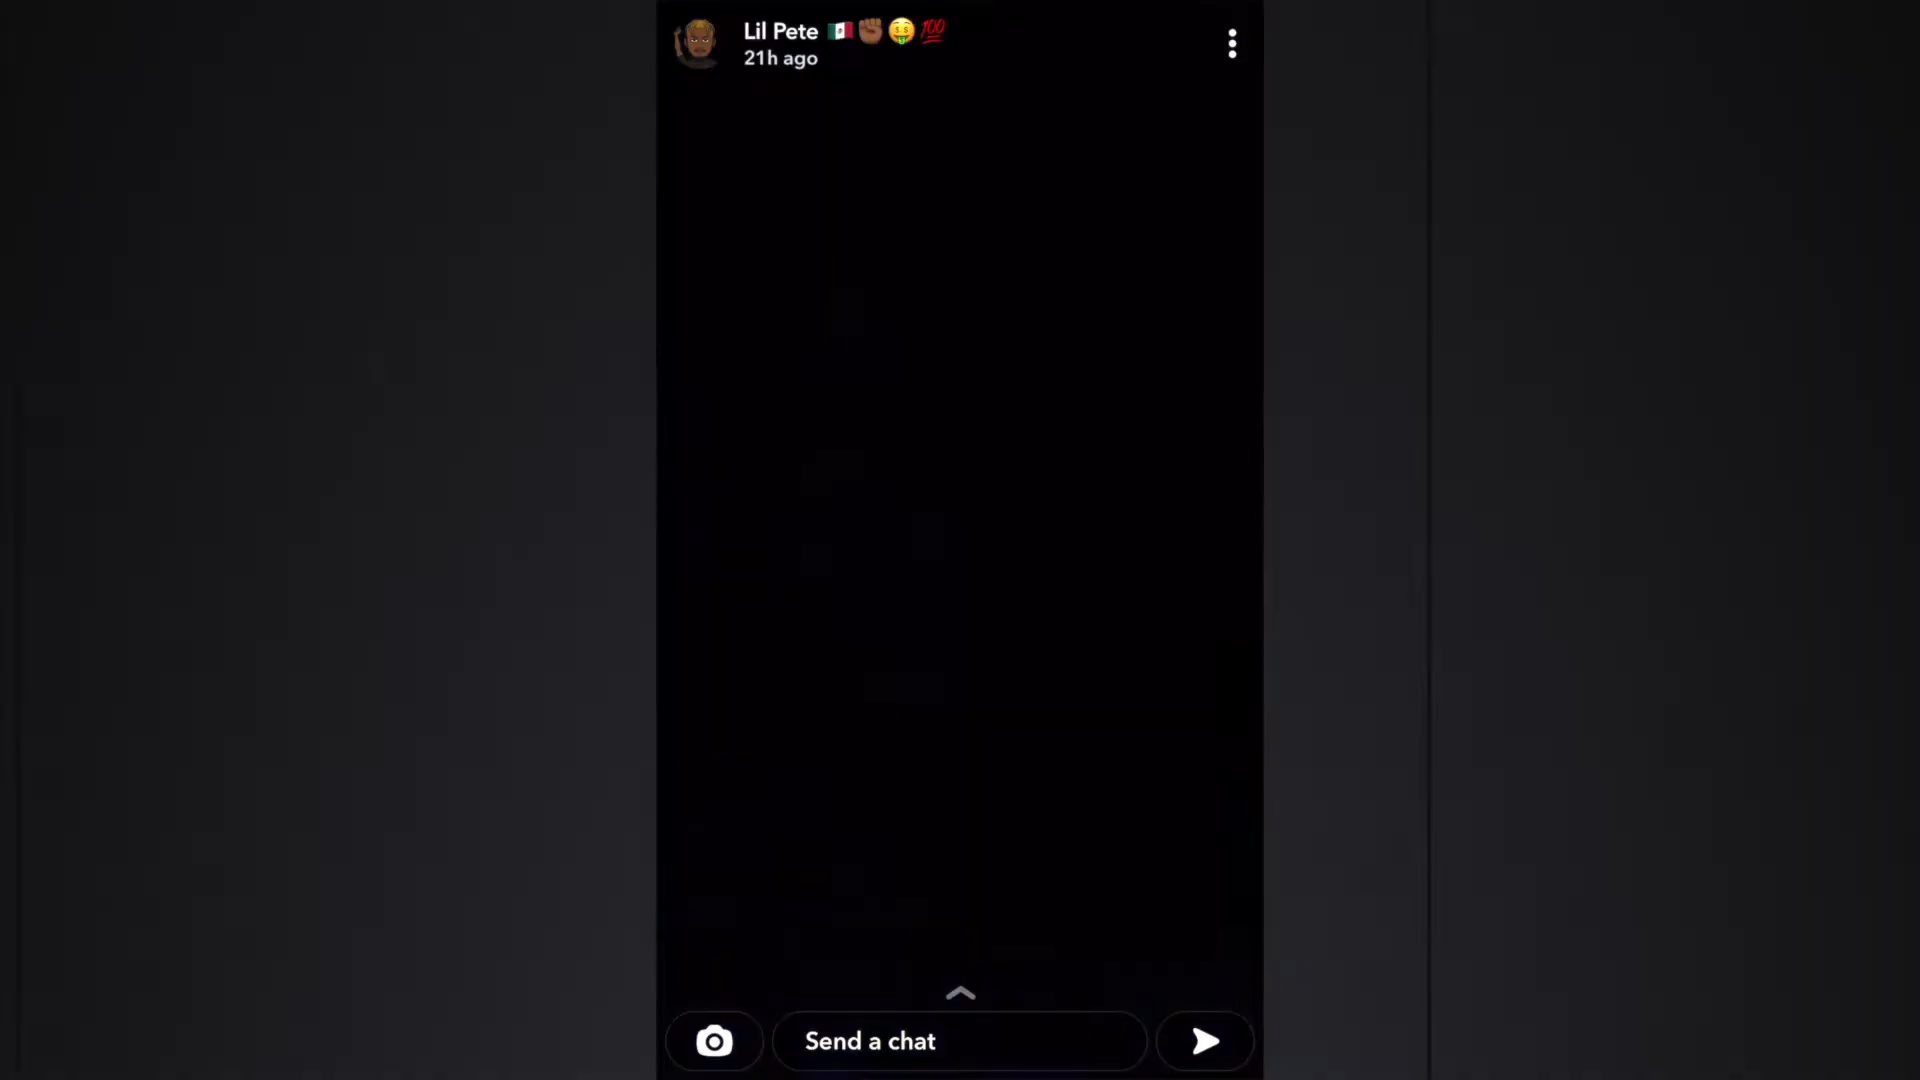 Lil Pete 🇲🇽✊🏾🤑💯
21h ago
Send a chat